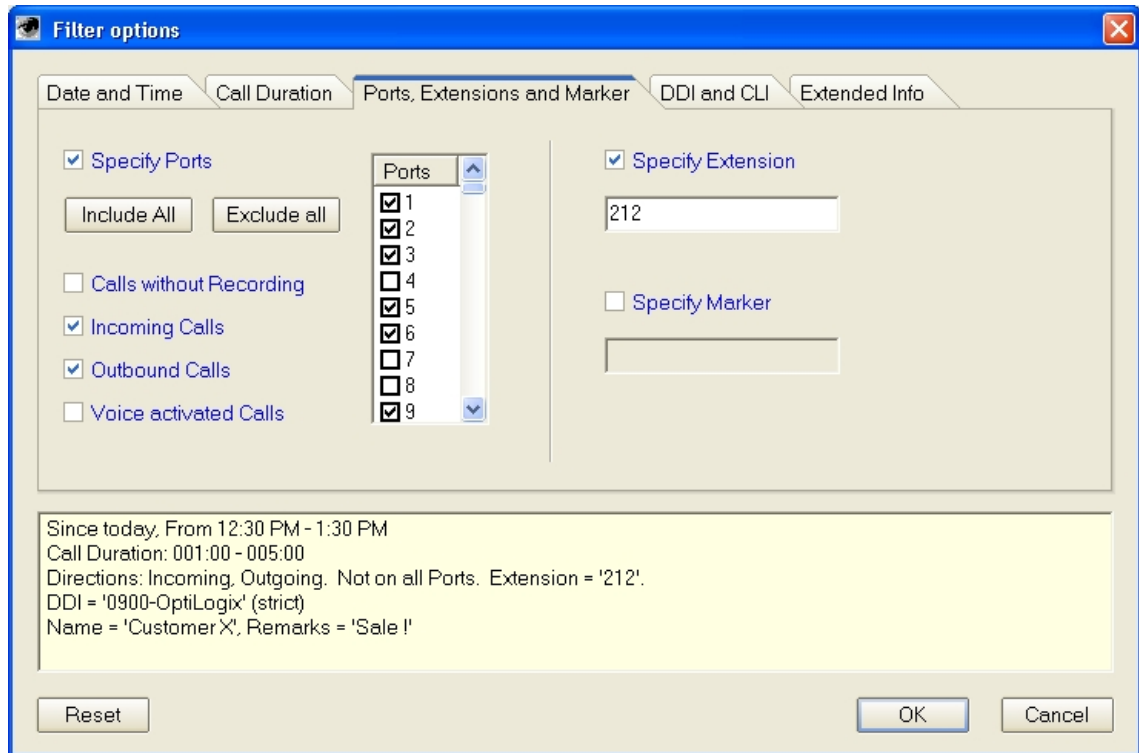 Filter options
Date and Time
Call Duration
Ports, Extensions and Marker
DDI and CLI
Extended Info
Specify Ports
Include All
Exclude all
Calls without Recording
Incoming Calls
Outbound Calls
Voice activated Calls
Ports
1
2
3
4
5
6
7
8
9
Specify Extension
212
Specify Marker
Since today, From 12:30 PM - 1:30 PM
Call Duration: 001:00 - 005:00
Directions: Incoming, Outgoing.  Not on all Ports.  Extension = '212'.
DDI = '0900-OptiLogix' (strict)
Name = 'Customer X', Remarks = 'Sale !'
Reset
OK
Cancel